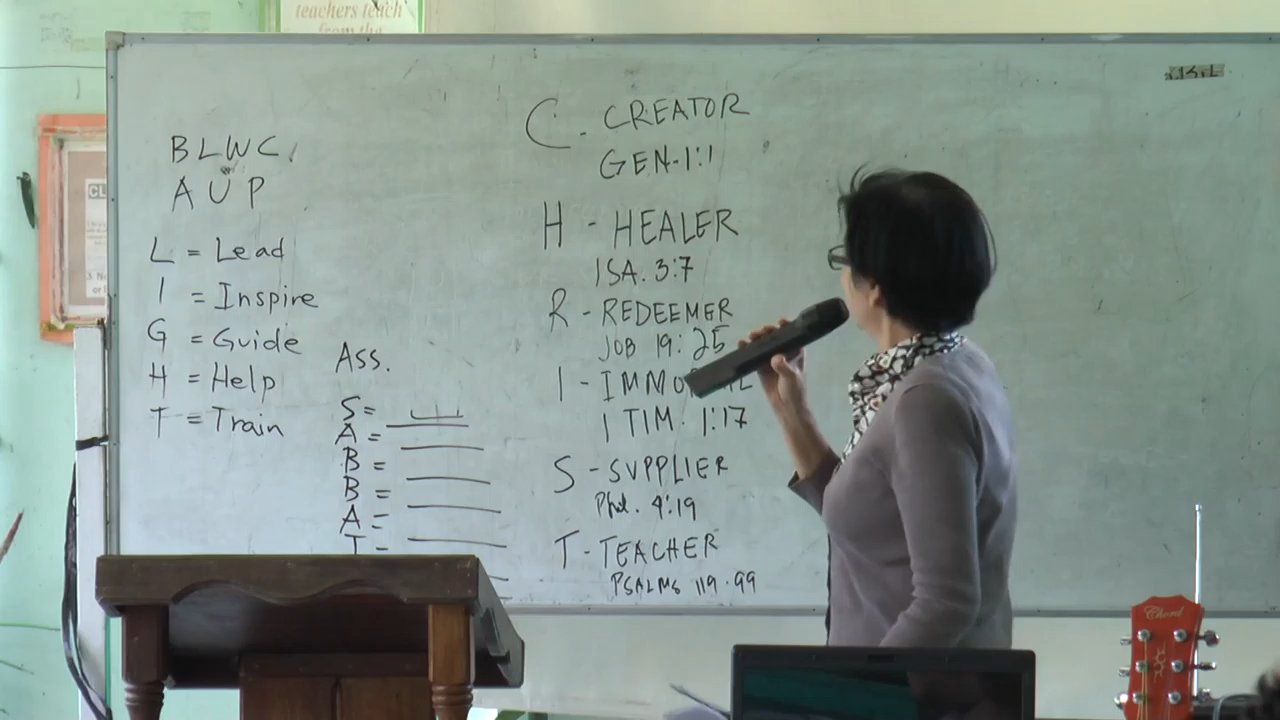 teachers teach
from the
BLWC
AUP
L = Lead
I = Inspire
G = Guide
H = Help
T = Train
Ass.
S =
A =
B =
B =
A =
T -
C - CREATOR
GEN-1:1
H - HEALER
ISA. 3:7
R - REDEEMER
JOB 19:25
I -
1 TIM. 1:17
S - SUPPLIER
Phil. 4:19
T - TEACHER
PSALMS 119.99
CL
Chord